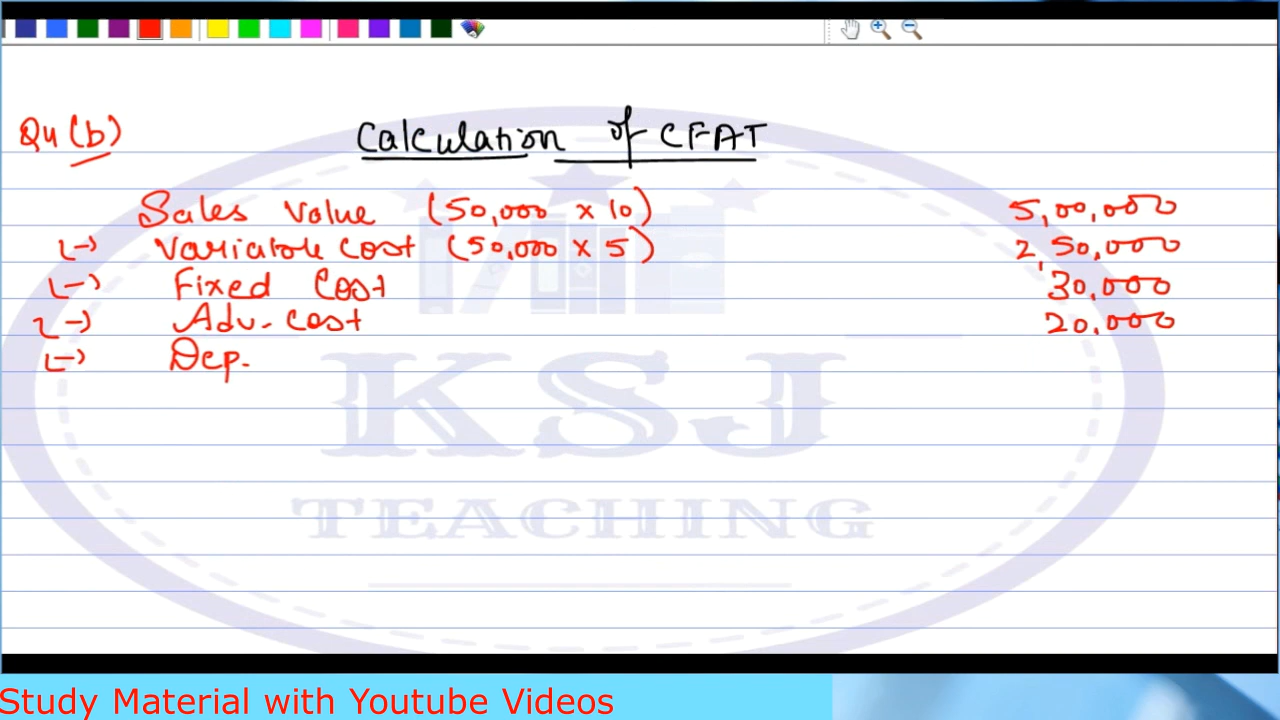 Q4 (b)
Calculation of CFAT
Sales Value (50,000 x 10) 5,00,000
(-) Variable cost (50,000 x 5) 2,50,000
(-) Fixed Cost 30,000
(-) Adv. cost 20,000
(-) Dep.
KSJ
TEACHING
Study Material with Youtube Videos